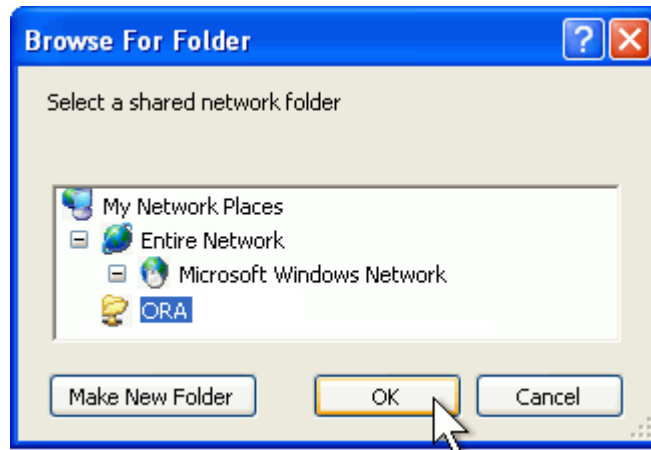 Browse For Folder
Select a shared network folder
My Network Places
Entire Network
Microsoft Windows Network
ORA
Make New Folder OK Cancel